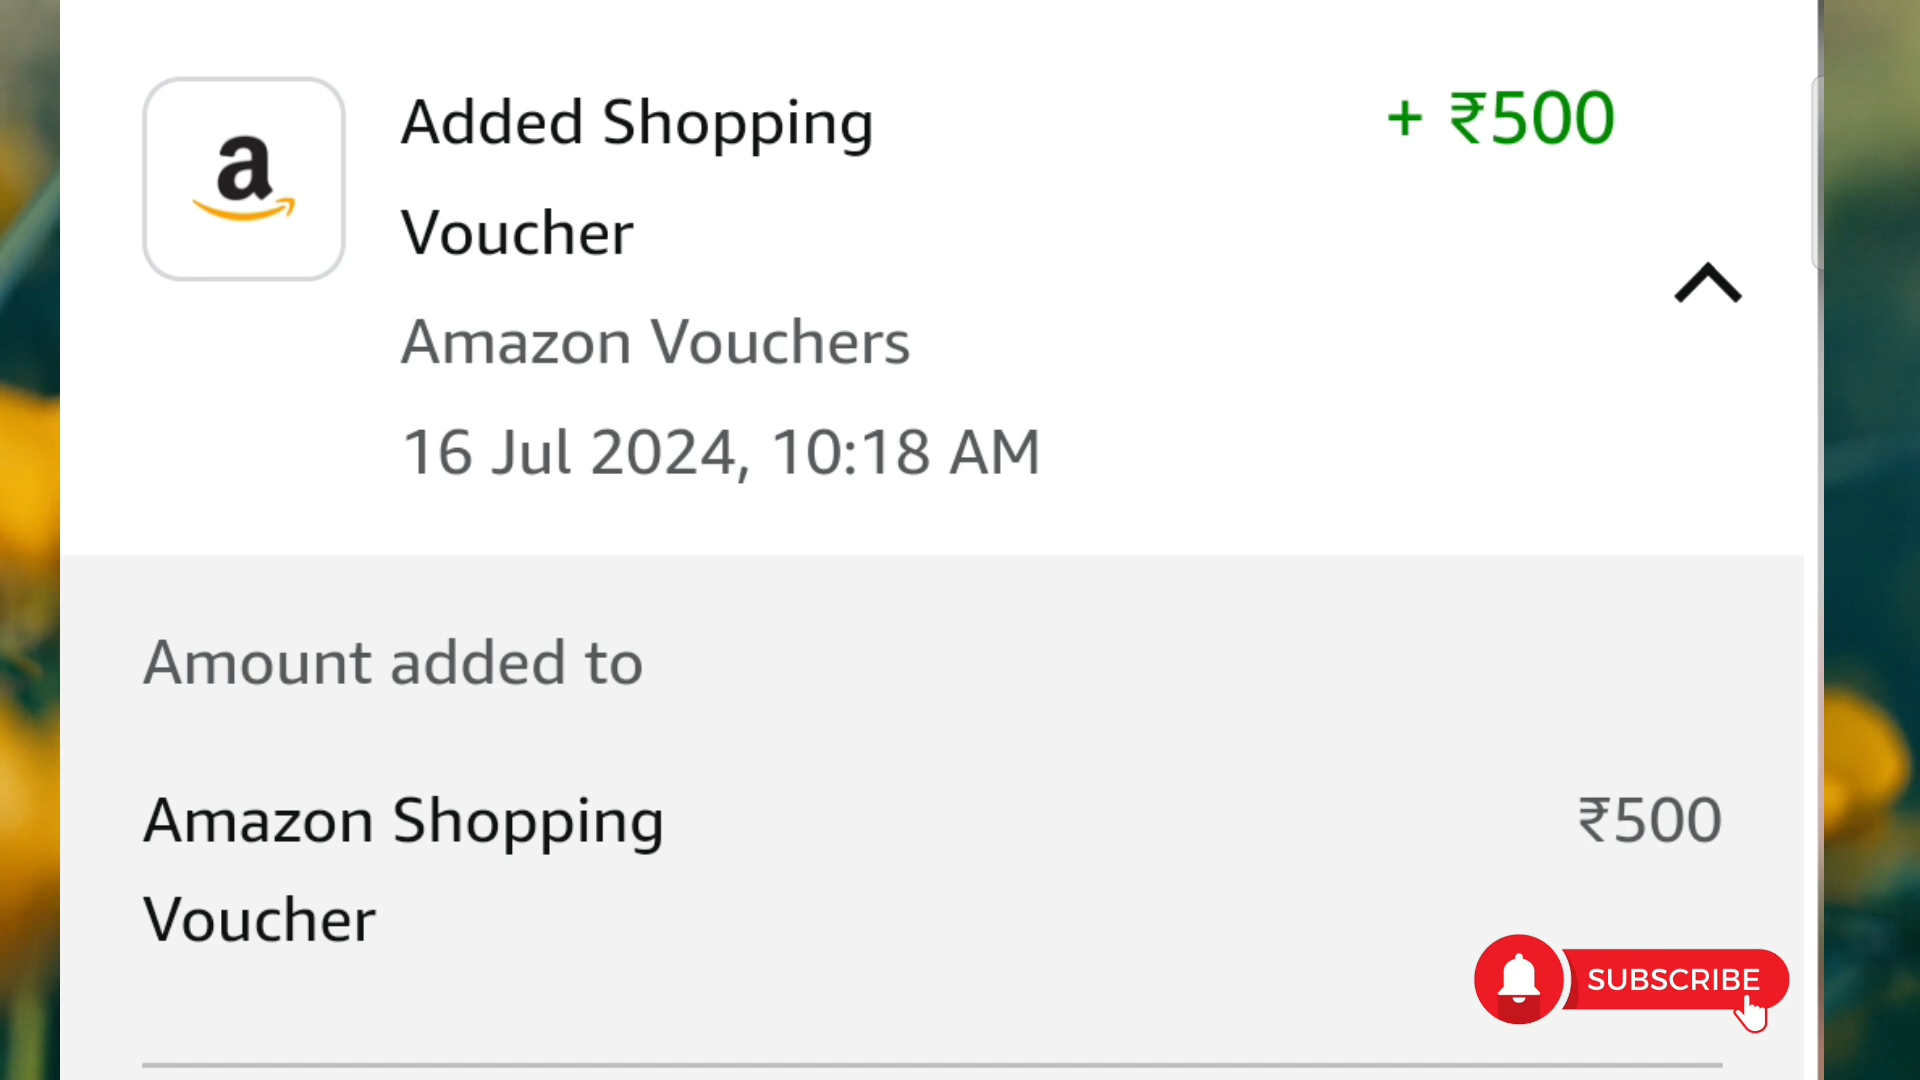 Added Shopping
+ ₹500
Voucher
Amazon Vouchers
16 Jul 2024, 10:18 AM
Amount added to
Amazon Shopping
₹500
Voucher
SUBSCRIBE